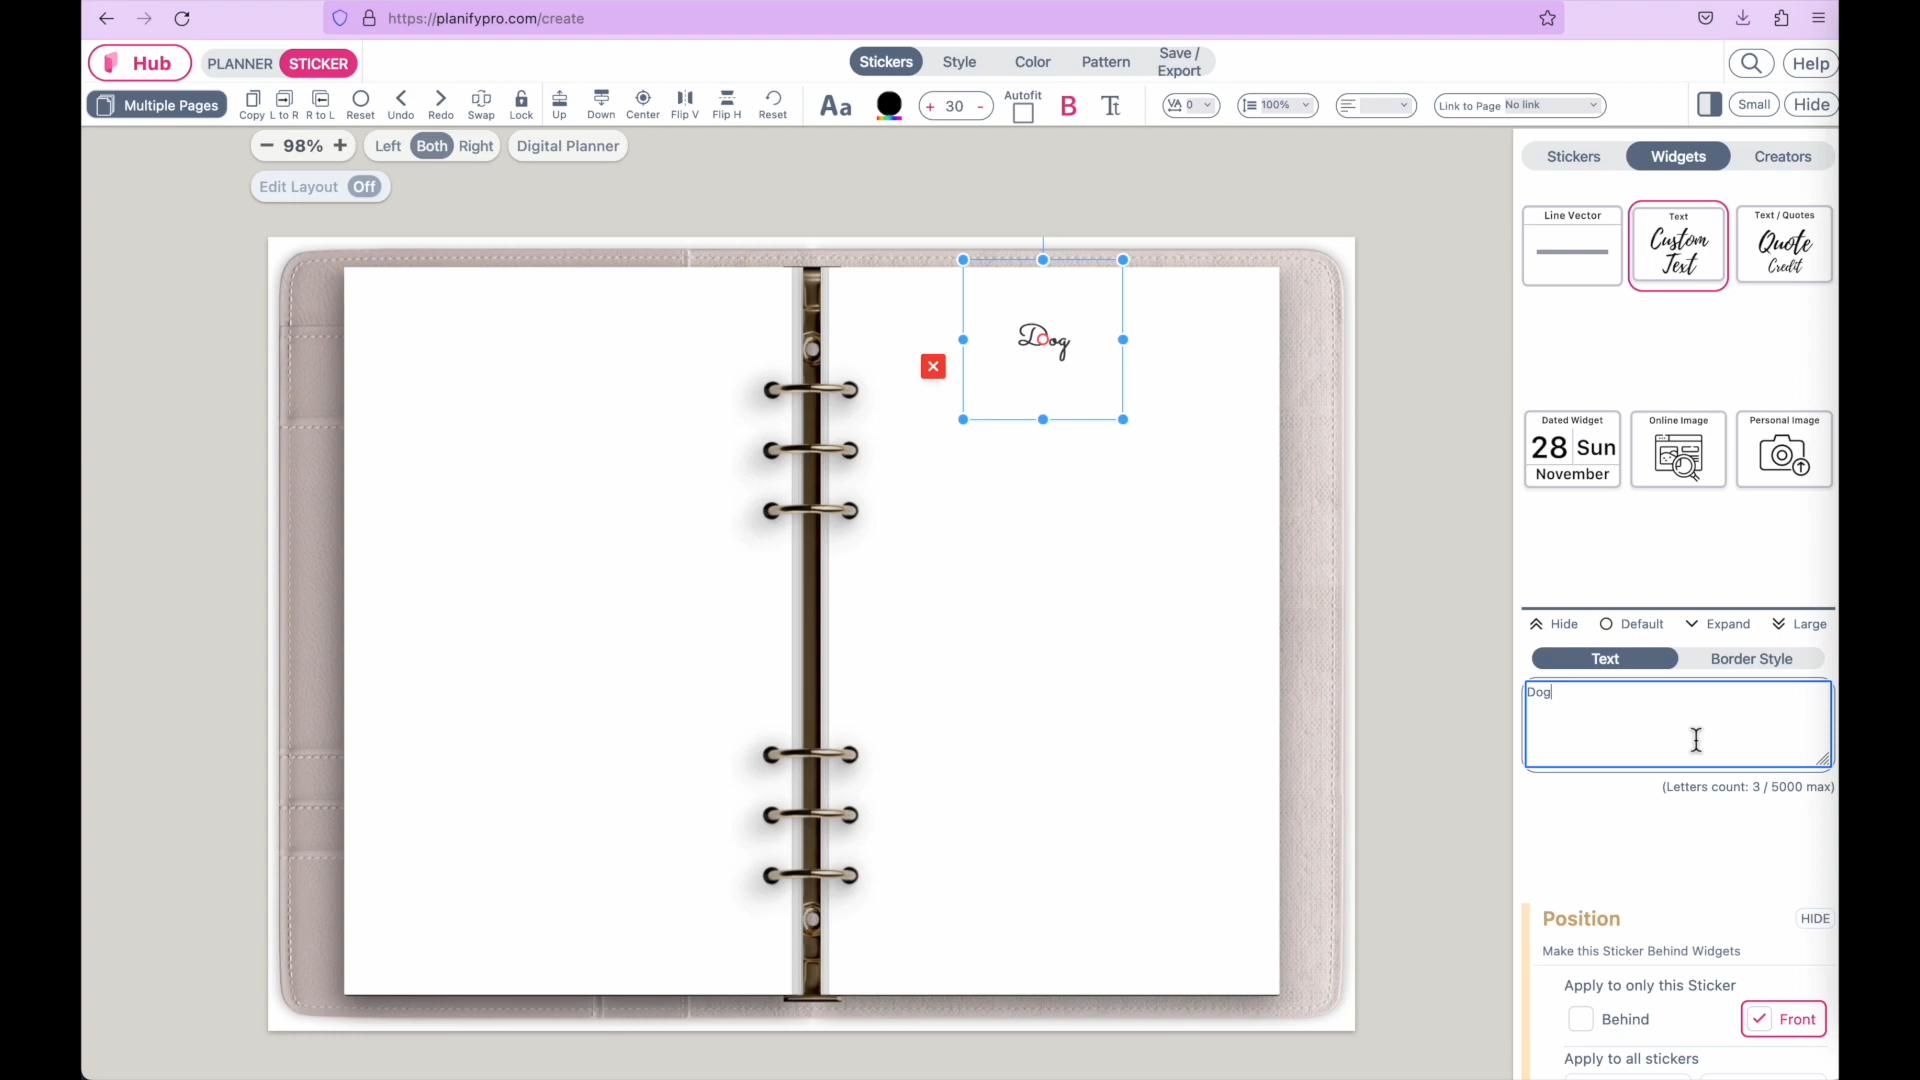 https://planifypro.com/create
Hub
PLANNER
STICKER
Stickers
Style
Color
Pattern
Save /
Export
Help
Multiple Pages
Copy
L to R
R to L
Reset
Undo
Redo
Swap
Lock
Up
Down
Center
Flip V
Flip H
Reset
Aa
+ 30 -
Autofit
B
Tt
VA 0
100%
Link to Page No link
Small
Hide
− 98% +
Left
Both
Right
Digital Planner
Edit Layout Off
Stickers
Widgets
Creators
Line Vector
Text
Custom
Text
Text / Quotes
Quote
Credit
Dog
Dated Widget
28 Sun
November
Online Image
Personal Image
Hide
Default
Expand
Large
Text
Border Style
Dog
(Letters count: 3 / 5000 max)
Position
HIDE
Make this Sticker Behind Widgets
Apply to only this Sticker
Behind
Front
Apply to all stickers